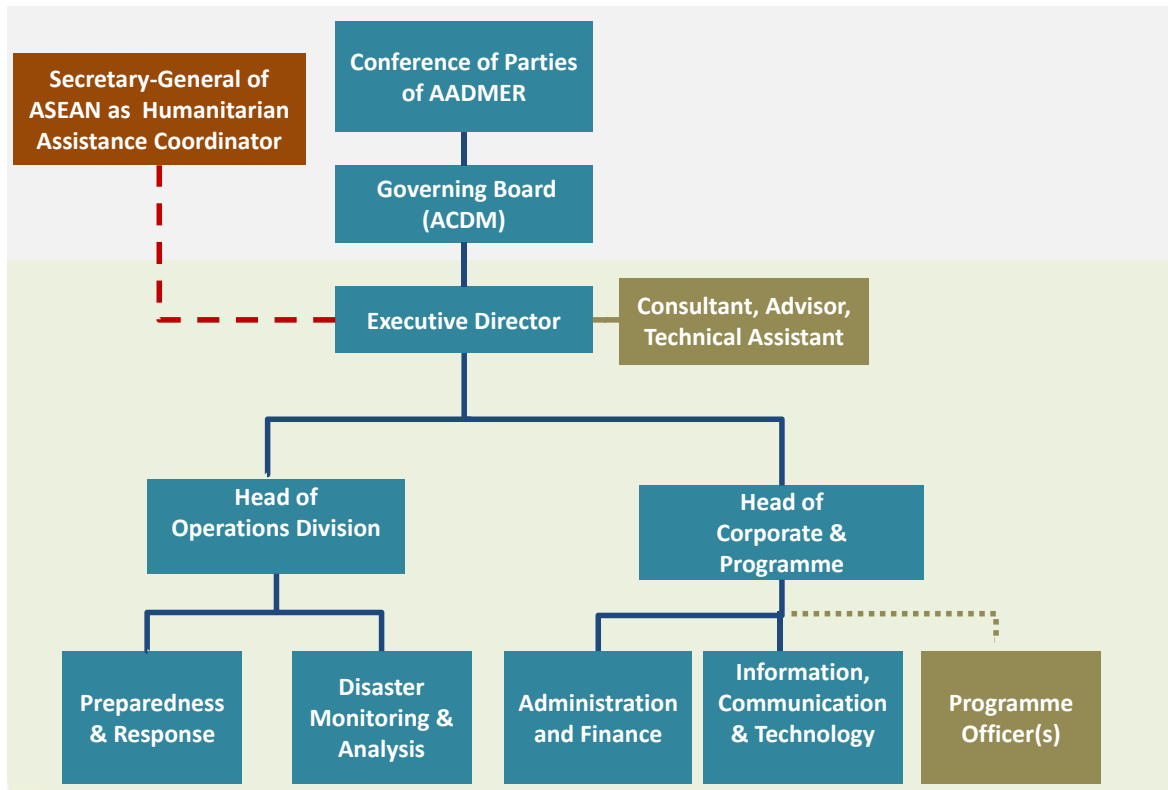 Conference of Parties
of AADMER
Secretary-General of
ASEAN as Humanitarian
Assistance Coordinator
Governing Board
(ACDM)
Executive Director
Consultant, Advisor,
Technical Assistant
Head of
Operations Division
Head of
Corporate &
Programme
Preparedness
& Response
Disaster
Monitoring &
Analysis
Administration
and Finance
Information,
Communication
& Technology
Programme
Officer(s)